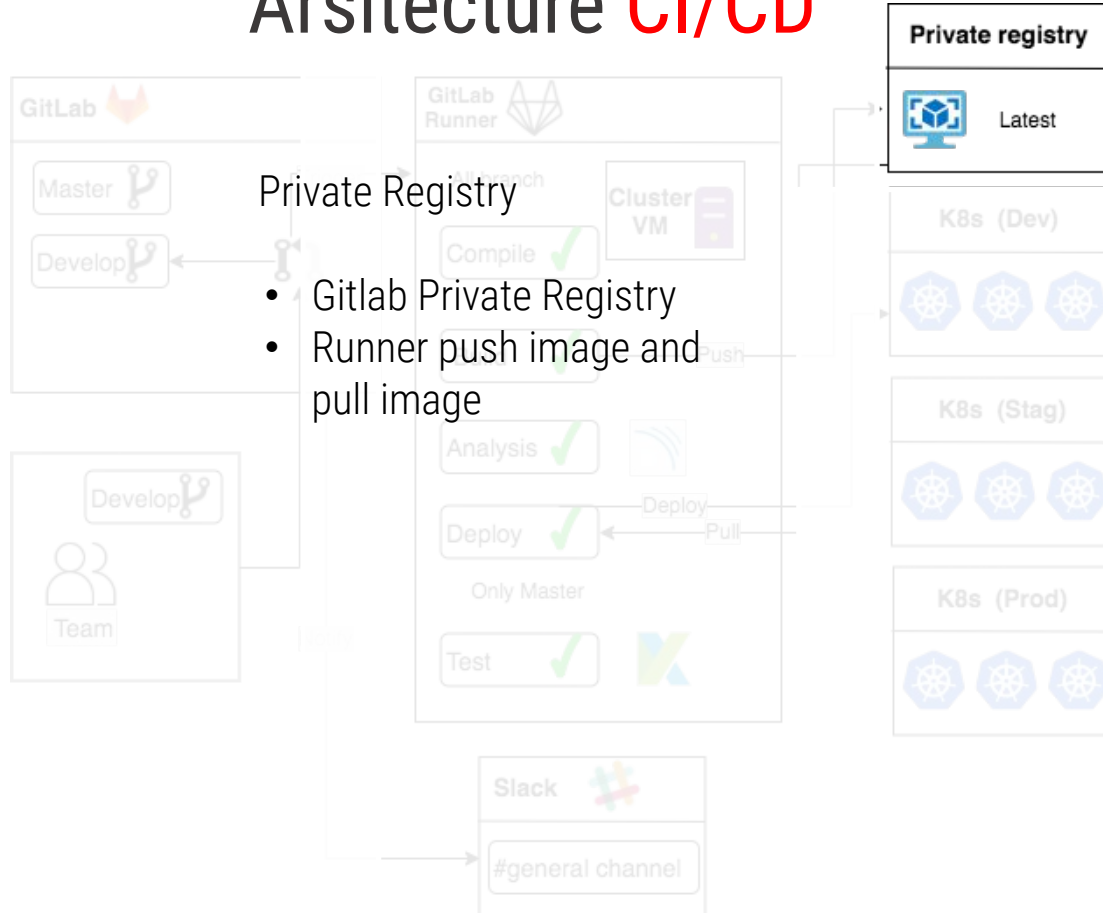 Arsitecture CI/CD
Private registry
Latest
GitLab
Master
Develop
GitLab
Runner
All branch
Cluster
VM
Compile
Push
Analysis
Deploy
Deploy
Pull
Only Master
Test
Private Registry
• Gitlab Private Registry
• Runner push image and
pull image
K8s (Dev)
K8s (Stag)
K8s (Prod)
Develop
Team
Slack
#general channel